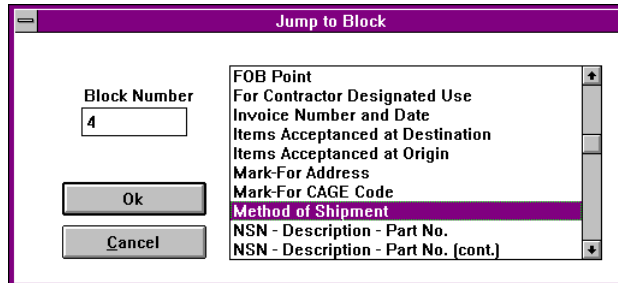 Jump to Block
Block Number
4
Ok
Cancel
FOB Point
For Contractor Designated Use
Invoice Number and Date
Items Acceptanced at Destination
Items Acceptanced at Origin
Mark-For Address
Mark-For CAGE Code
Method of Shipment
NSN - Description - Part No.
NSN - Description - Part No. (cont.)